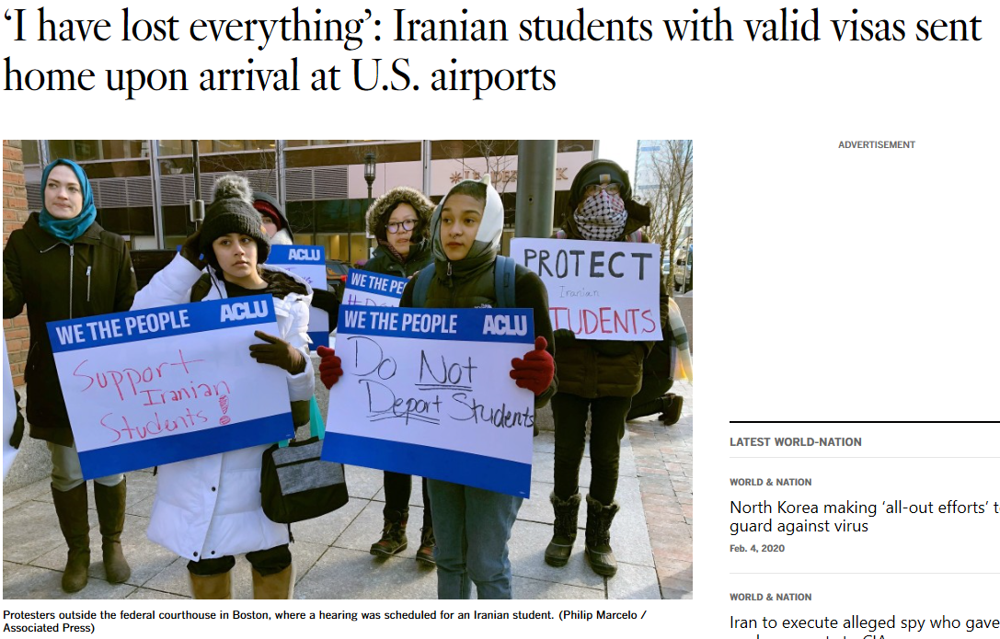 ‘I have lost everything’: Iranian students with valid visas sent
home upon arrival at U.S. airports
ADVERTISEMENT
ACLU
WE THE PE
PROTECT
Iranian
STUDENTS
WE THE PEOPLE ACLU
Support
Iranian
Students!
WE THE PEOPLE ACLU
Do Not
Deport Students
LATEST WORLD-NATION
WORLD & NATION
North Korea making ‘all-out efforts’ t
guard against virus
Feb. 4, 2020
WORLD & NATION
Iran to execute alleged spy who gave
Protesters outside the federal courthouse in Boston, where a hearing was scheduled for an Iranian student. (Philip Marcelo /
Associated Press)